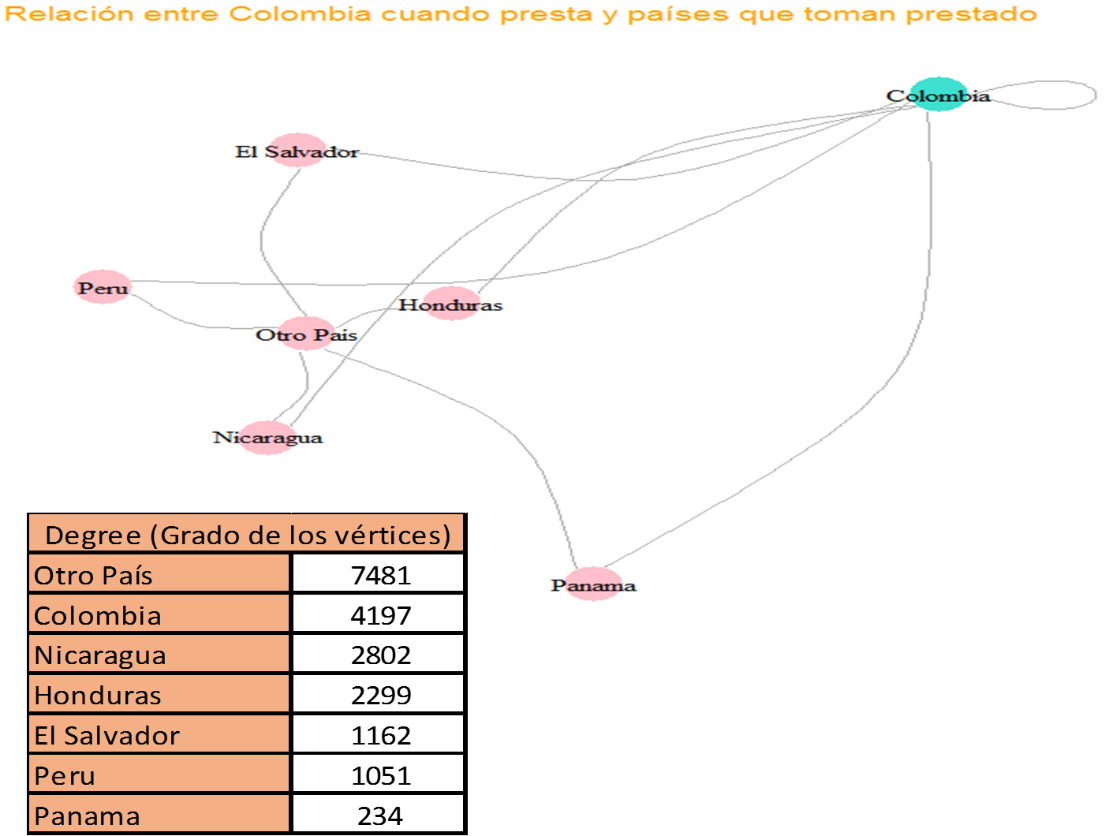 Relación entre Colombia cuando presta y países que toman prestado
Colombia
El Salvador
Peru
Honduras
Otro Pais
Nicaragua
Panama
Degree (Grado de los vértices)
Otro País 7481
Colombia 4197
Nicaragua 2802
Honduras 2299
El Salvador 1162
Peru 1051
Panama 234